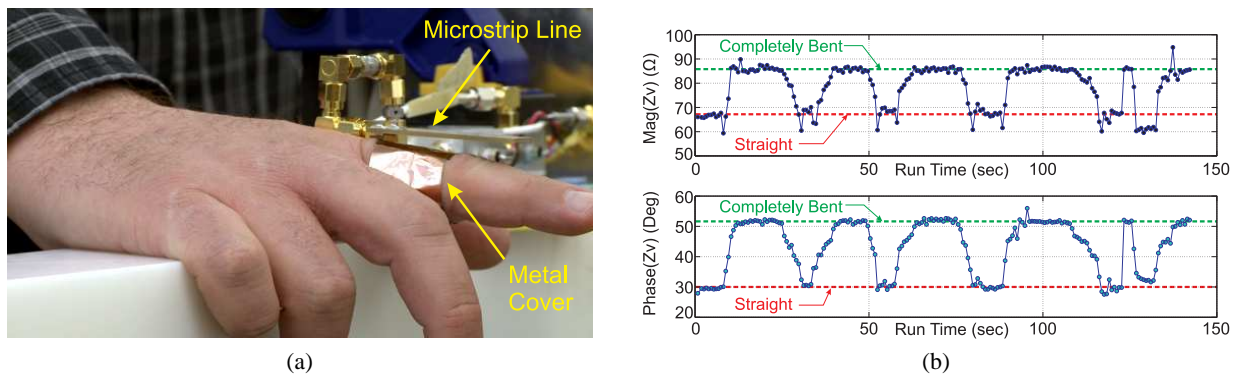 Microstrip Line
Metal
Cover
(a)
Mag(Zv) (Ω)
100
90
80
70
60
50
Completely Bent
Straight
0
50
100
150
Run Time (sec)
Phase(Zv) (Deg)
60
50
40
30
20
Completely Bent
Straight
0
50
100
150
Run Time (sec)
(b)